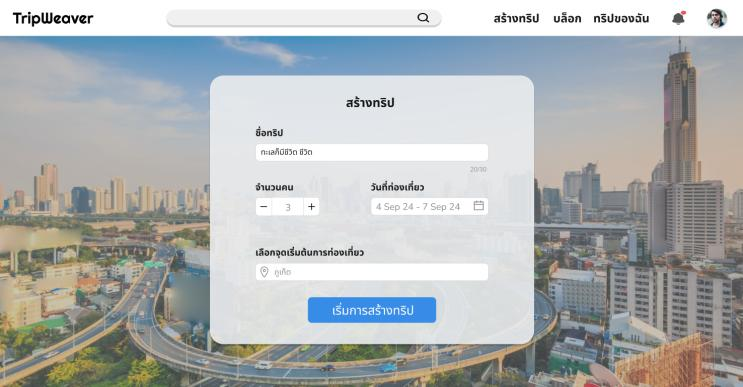 TripWeaver
สร้างทริป บล็อก ทริปของฉัน
สร้างทริป
ชื่อทริป
ทะเลก็มีชีวิต ชีวิต
20/30
จำนวนคน วันที่ท่องเที่ยว
− 3 + 4 Sep 24 - 7 Sep 24
เลือกจุดเริ่มต้นการท่องเที่ยว
ภูเก็ต
เริ่มการสร้างทริป